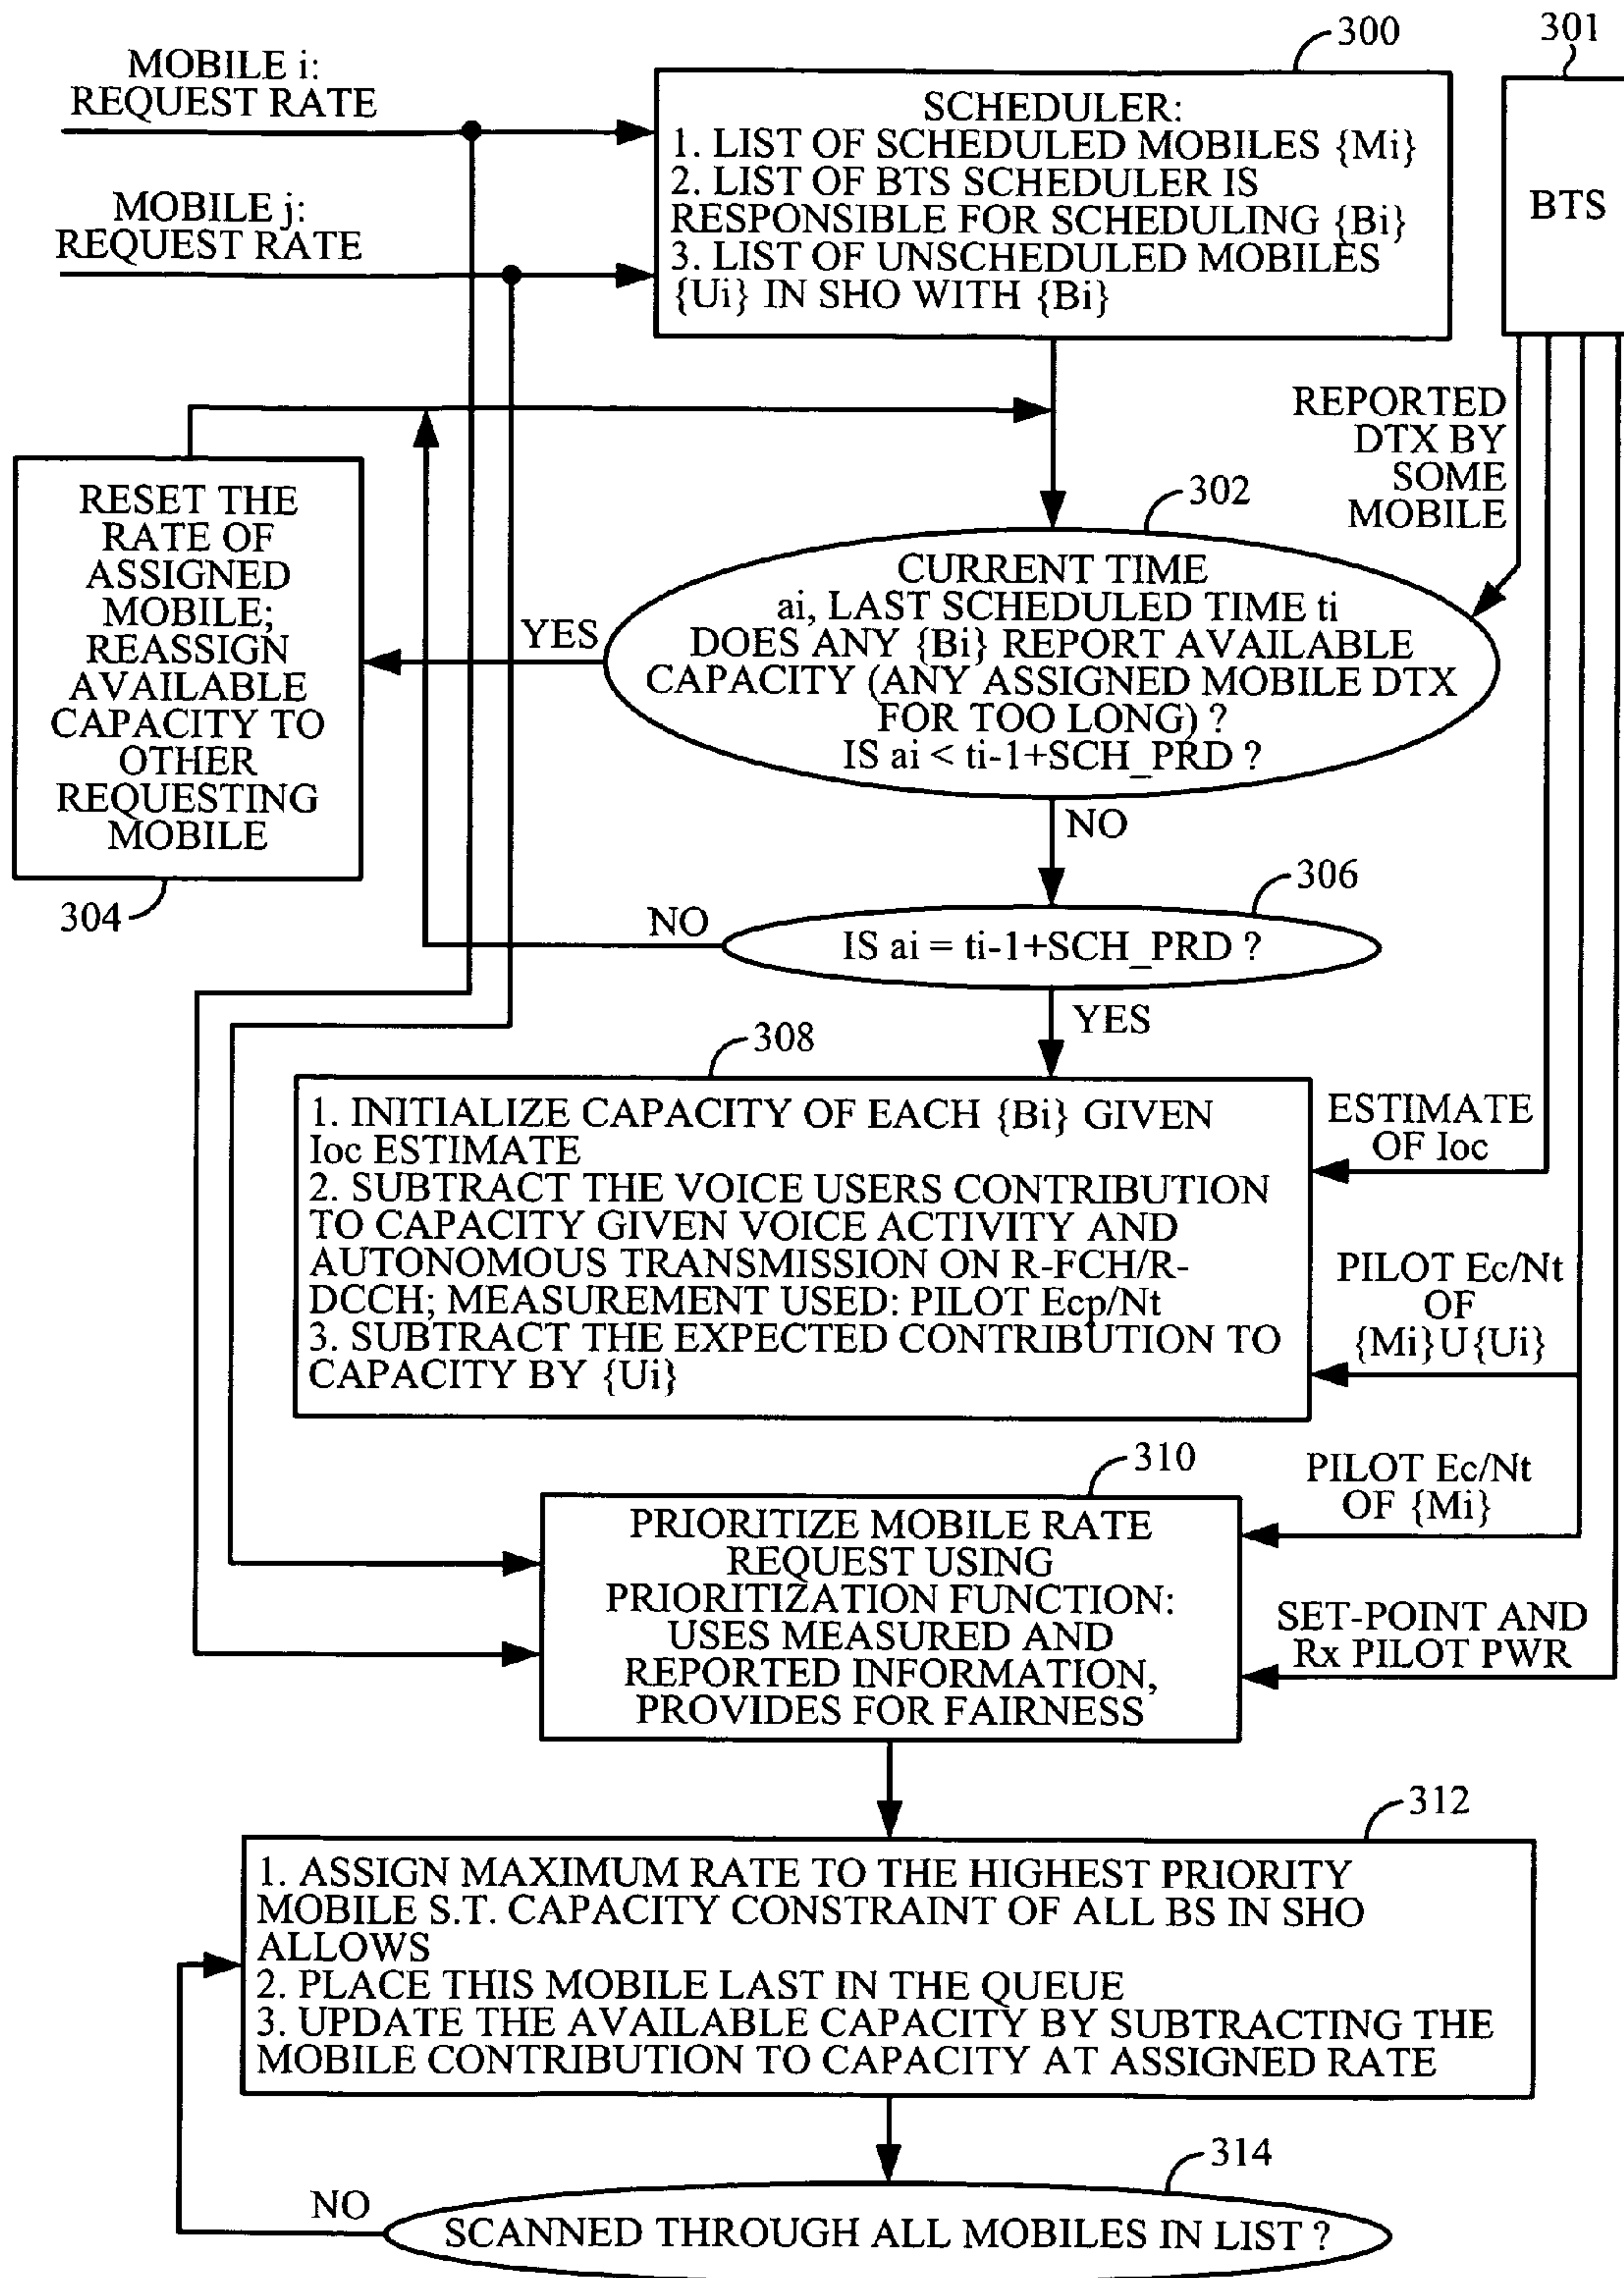 300
301
MOBILE i:
REQUEST RATE
MOBILE j:
REQUEST RATE
SCHEDULER:
1. LIST OF SCHEDULED MOBILES {Mi}
2. LIST OF BTS SCHEDULER IS
RESPONSIBLE FOR SCHEDULING {Bi}
3. LIST OF UNSCHEDULED MOBILES
{Ui} IN SHO WITH {Bi}
BTS
REPORTED
DTX BY
SOME
MOBILE
302
CURRENT TIME
ai, LAST SCHEDULED TIME ti
DOES ANY {Bi} REPORT AVAILABLE
CAPACITY (ANY ASSIGNED MOBILE DTX
FOR TOO LONG) ?
IS ai < ti-1+SCH_PRD ?
YES
RESET THE
RATE OF
ASSIGNED
MOBILE;
REASSIGN
AVAILABLE
CAPACITY TO
OTHER
REQUESTING
MOBILE
304
NO
306
NO
IS ai = ti-1+SCH_PRD ?
YES
308
1. INITIALIZE CAPACITY OF EACH {Bi} GIVEN
Ioc ESTIMATE
2. SUBTRACT THE VOICE USERS CONTRIBUTION
TO CAPACITY GIVEN VOICE ACTIVITY AND
AUTONOMOUS TRANSMISSION ON R-FCH/R-
DCCH; MEASUREMENT USED: PILOT Ecp/Nt
3. SUBTRACT THE EXPECTED CONTRIBUTION TO
CAPACITY BY {Ui}
ESTIMATE
OF Ioc
PILOT Ec/Nt
OF
{Mi}U{Ui}
310
PILOT Ec/Nt
OF {Mi}
PRIORITIZE MOBILE RATE
REQUEST USING
PRIORITIZATION FUNCTION:
USES MEASURED AND
REPORTED INFORMATION,
PROVIDES FOR FAIRNESS
SET-POINT AND
Rx PILOT PWR
312
1. ASSIGN MAXIMUM RATE TO THE HIGHEST PRIORITY
MOBILE S.T. CAPACITY CONSTRAINT OF ALL BS IN SHO
ALLOWS
2. PLACE THIS MOBILE LAST IN THE QUEUE
3. UPDATE THE AVAILABLE CAPACITY BY SUBTRACTING THE
MOBILE CONTRIBUTION TO CAPACITY AT ASSIGNED RATE
314
NO
SCANNED THROUGH ALL MOBILES IN LIST ?